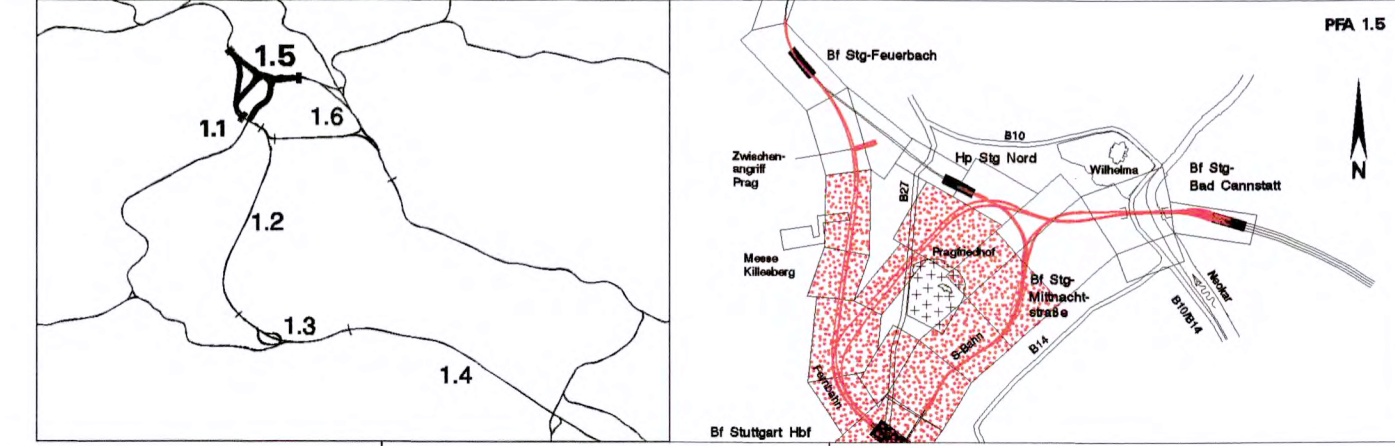 1.5
1.1
1.6
1.2
1.3
1.4
PFA 1.5
Bf Stg-Feuerbach
N
B10
Zwischen-
angriff
Prag
Hp Stg Nord
Wilhelma
Bf Stg-
Bad Cannstatt
B27
Messe
Killesberg
Pragfriedhof
Bf Stg-
Mittnacht-
straße
Neckar
B10/B14
S-Bahn
B14
Fernbahn
Bf Stuttgart Hbf